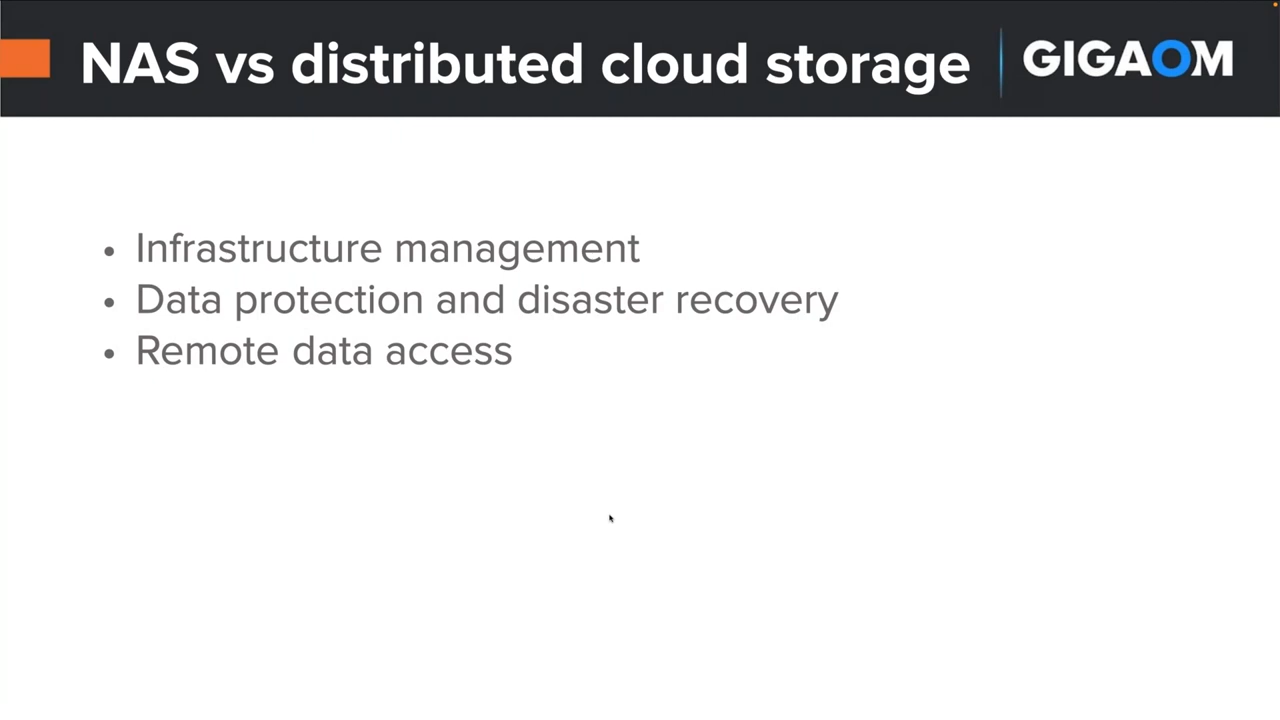 NAS vs distributed cloud storage
GIGAOM
• Infrastructure management
• Data protection and disaster recovery
• Remote data access